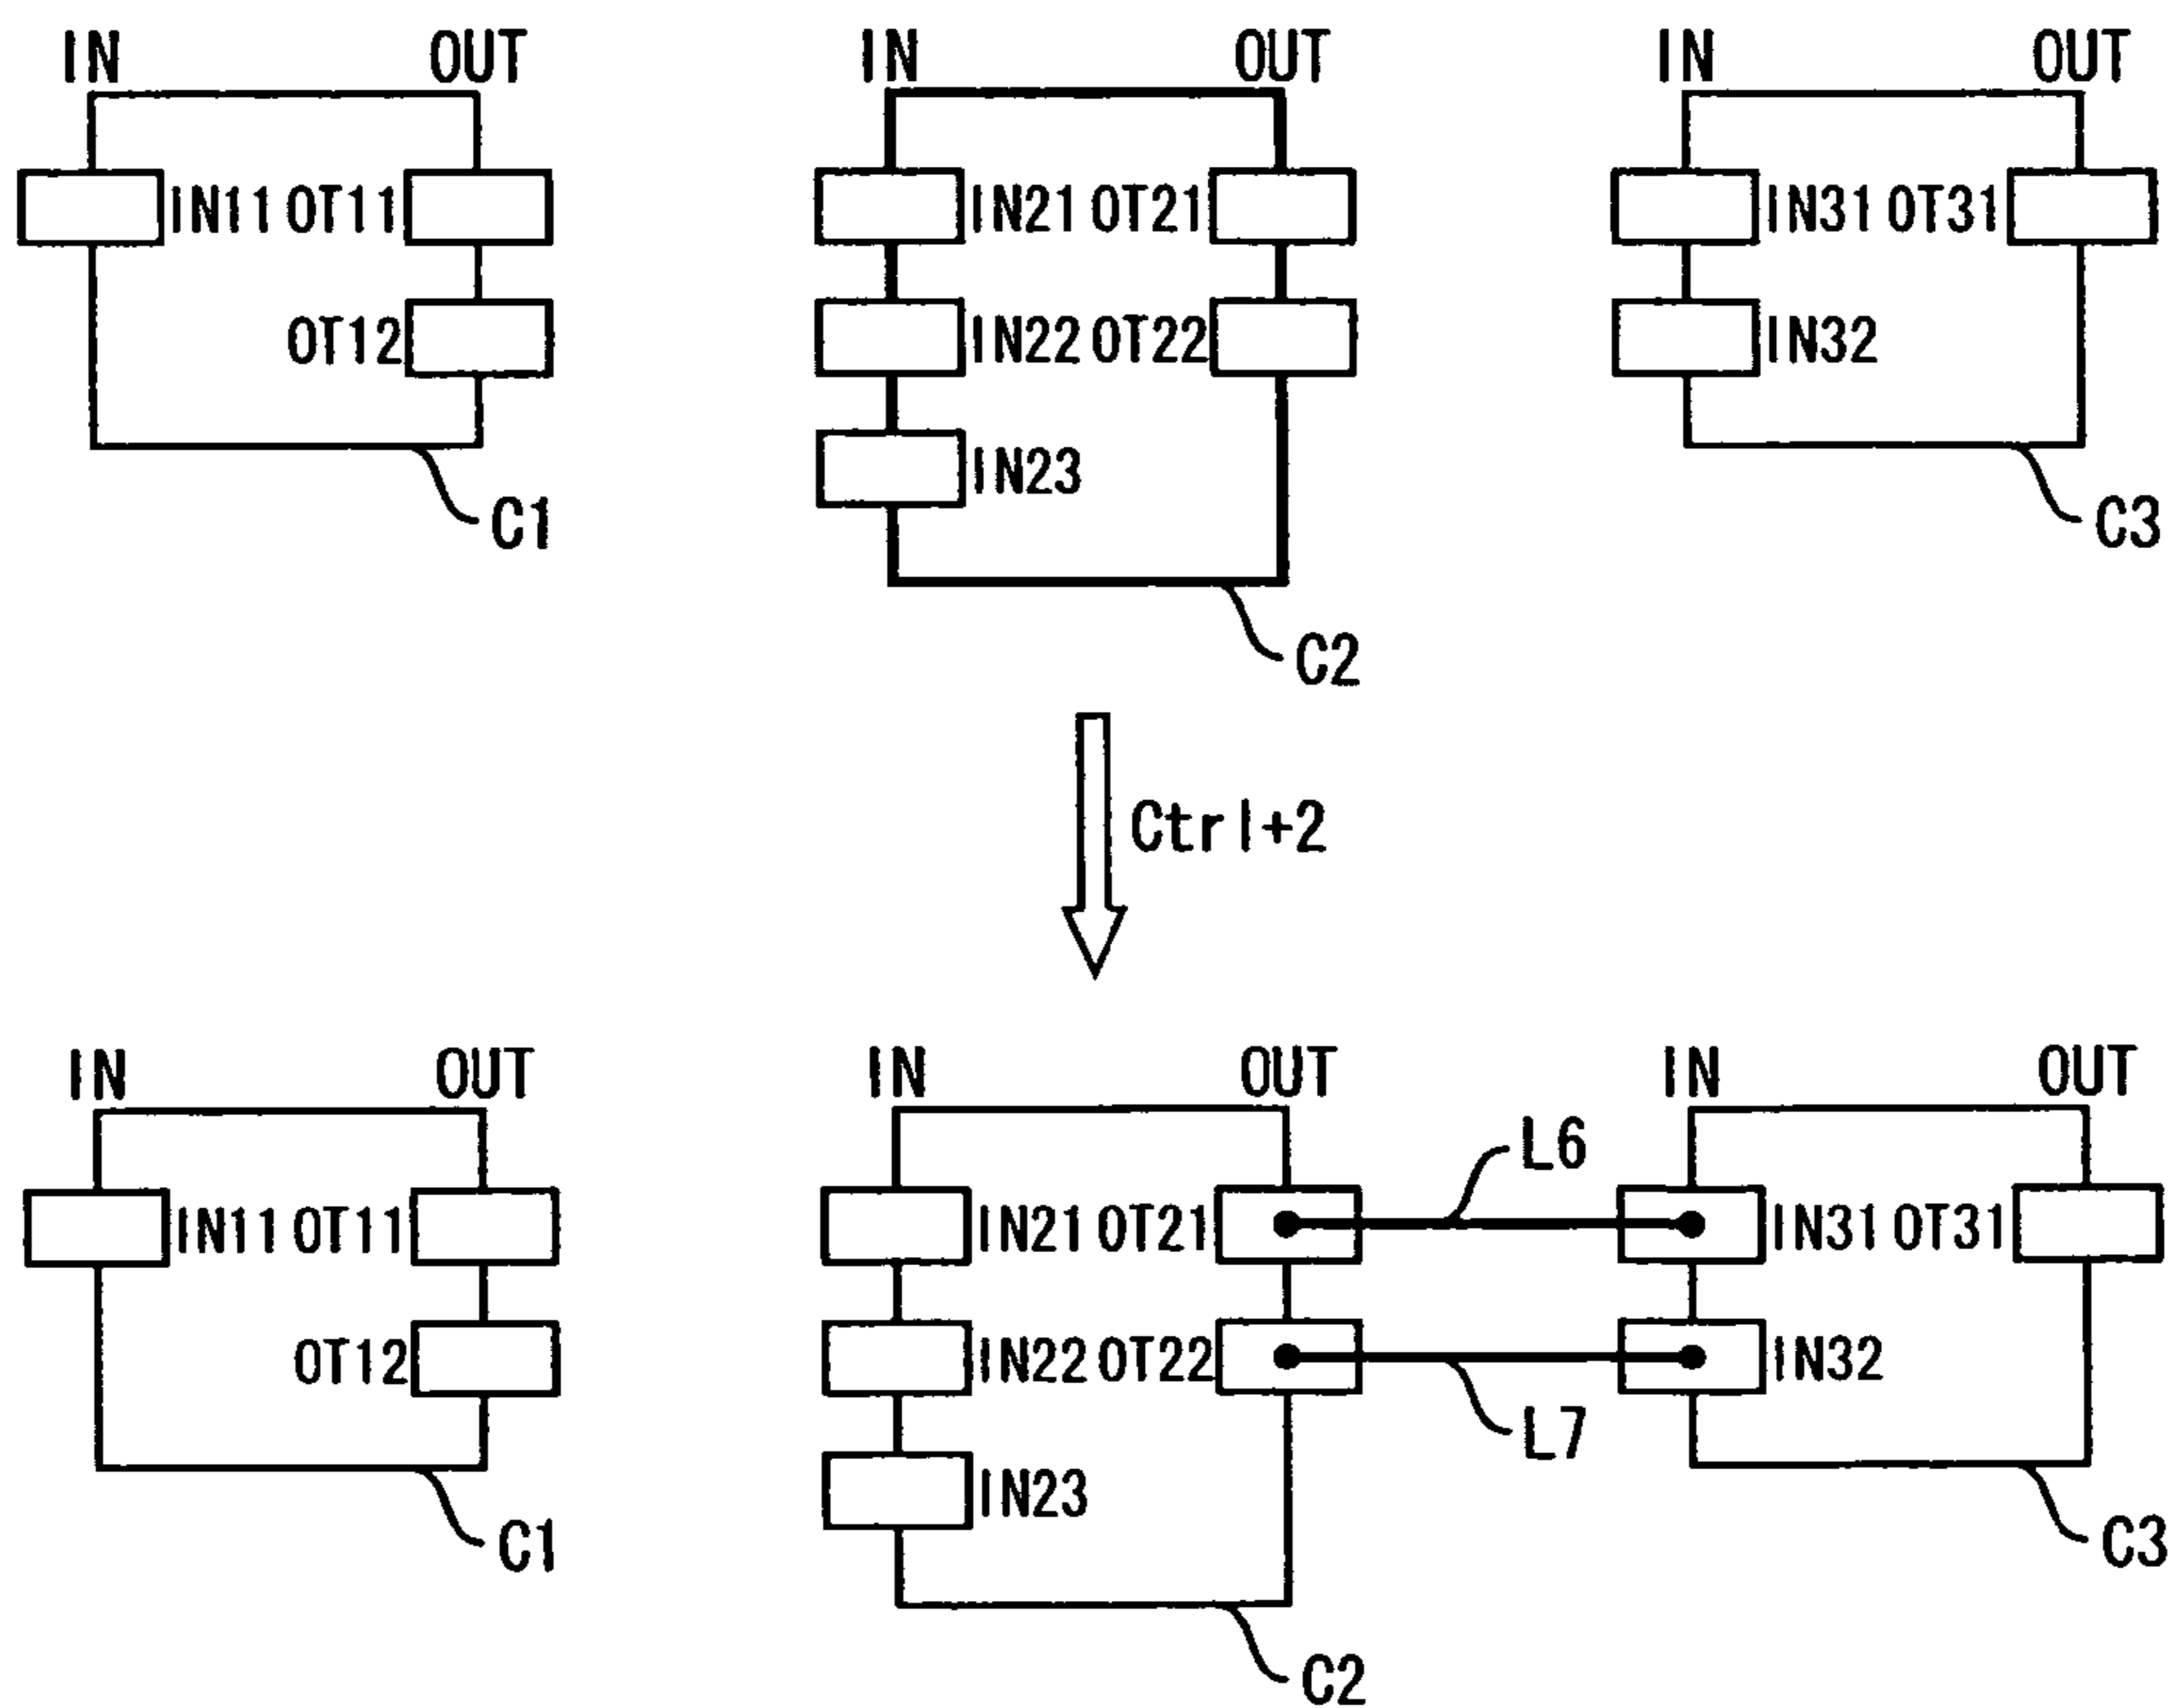 IN OUT IN OUT IN OUT
IN11 OT11 IN21 OT21 IN31 OT31
OT12 IN22 OT22 IN32
IN23
C1 C3
C2
Ctrl+2
IN OUT IN OUT IN OUT
L6
IN11 OT11 IN21 OT21 IN31 OT31
OT12 IN22 OT22 IN32
L7
IN23
C1 C3
C2